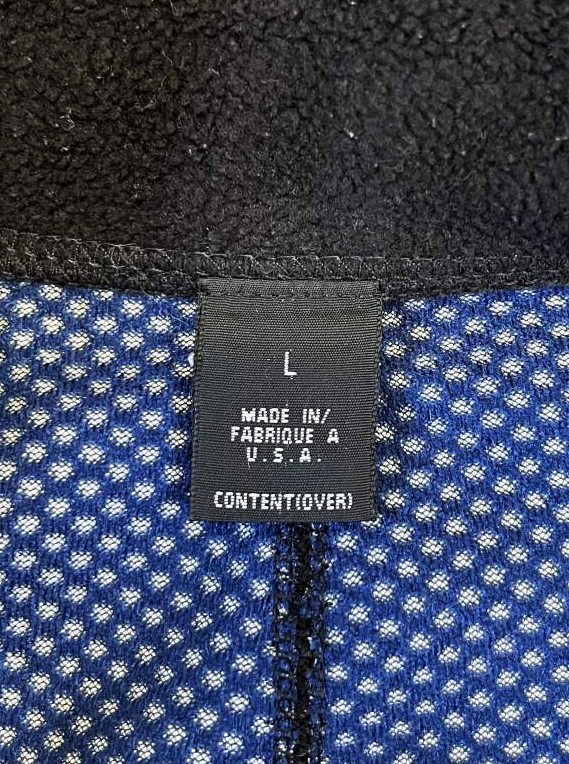 L
MADE IN/
FABRIQUE A
U.S.A.
CONTENT(OVER)